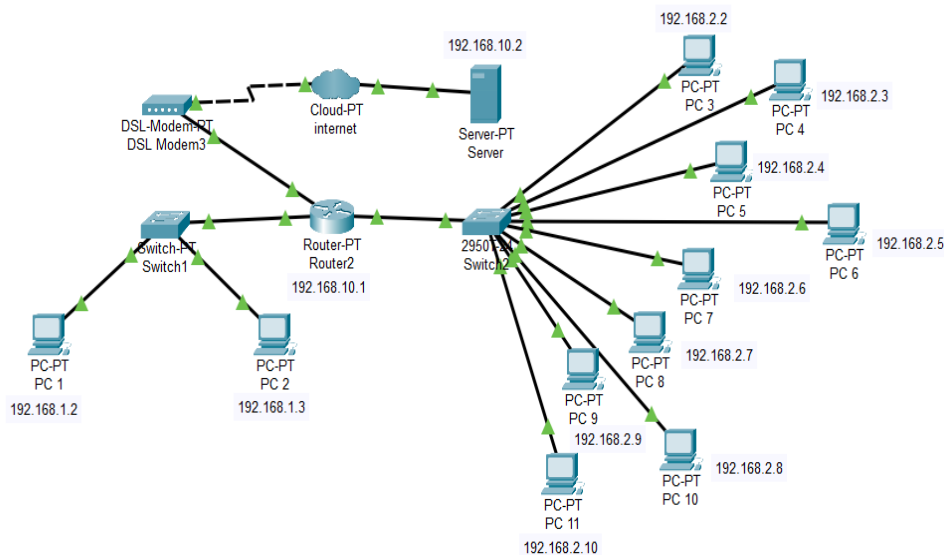 192.168.2.2
192.168.10.2
PC-PT
PC 3
192.168.2.3
PC-PT
PC 4
Cloud-PT
internet
DSL-Modem-PT
DSL Modem3
Server-PT
Server
192.168.2.4
PC-PT
PC 5
Switch-PT
Switch1
Router-PT
Router2
192.168.10.1
2950T-24
Switch2
PC-PT
PC 6
192.168.2.5
PC-PT
PC 7
192.168.2.6
PC-PT
PC 8
192.168.2.7
PC-PT
PC 1
192.168.1.2
PC-PT
PC 2
192.168.1.3
PC-PT
PC 9
192.168.2.9
PC-PT
PC 10
192.168.2.8
PC-PT
PC 11
192.168.2.10